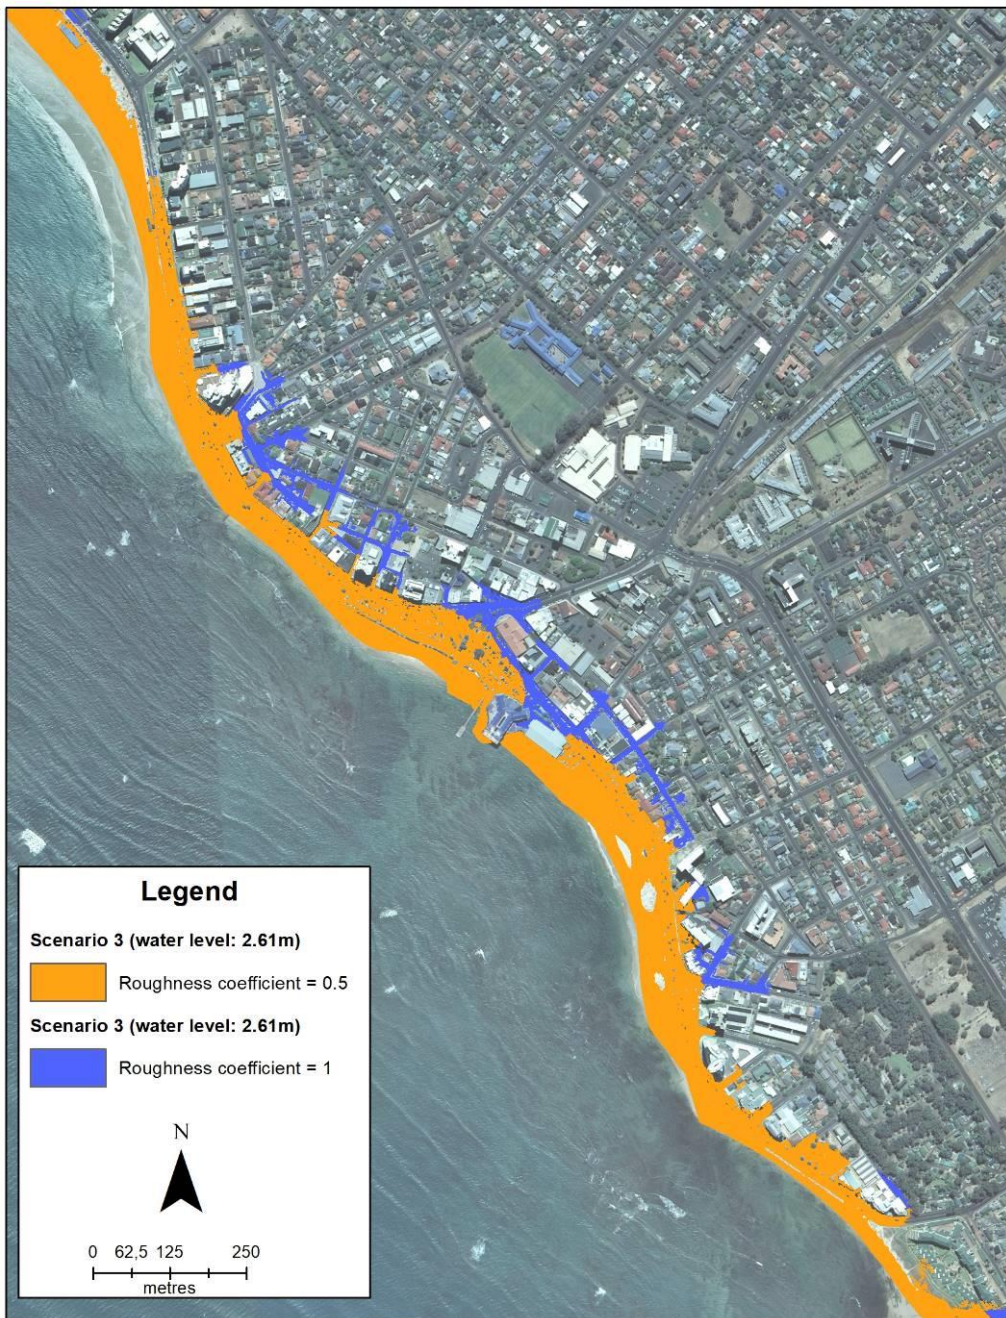 Legend
Scenario 3 (water level: 2.61m)
Roughness coefficient = 0.5
Scenario 3 (water level: 2.61m)
Roughness coefficient = 1
N
0 62,5 125 250
metres